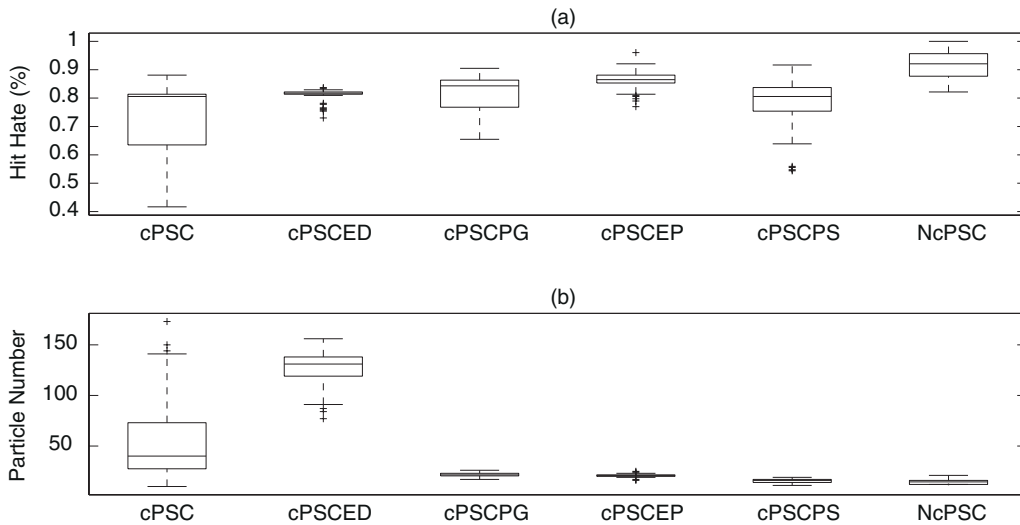 (a)
Hit Hate (%)
1
0.9
0.8
0.7
0.6
0.5
0.4
cPSC cPSCED cPSCPG cPSCEP cPSCPS NcPSC
(b)
Particle Number
150
100
50
cPSC cPSCED cPSCPG cPSCEP cPSCPS NcPSC